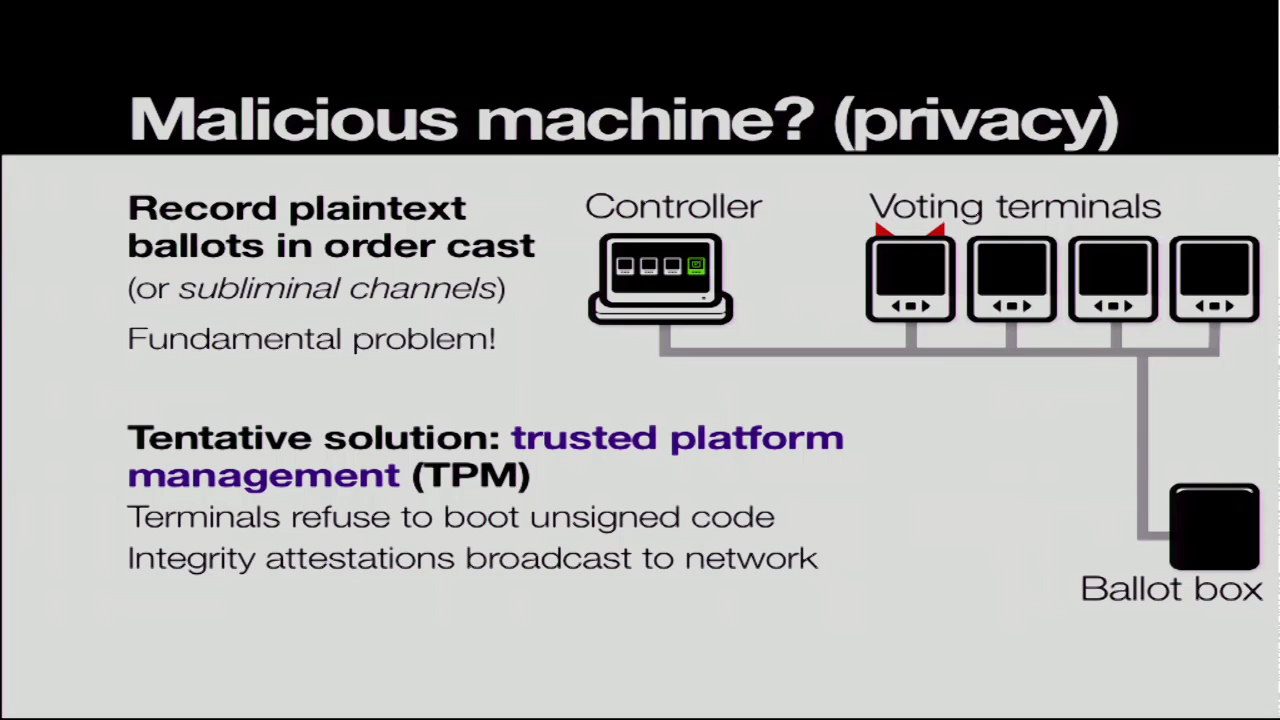 Malicious machine? (privacy)
Record plaintext
ballots in order cast
(or subliminal channels)
Fundamental problem!
Controller
Voting terminals
Tentative solution: trusted platform
management (TPM)
Terminals refuse to boot unsigned code
Integrity attestations broadcast to network
Ballot box